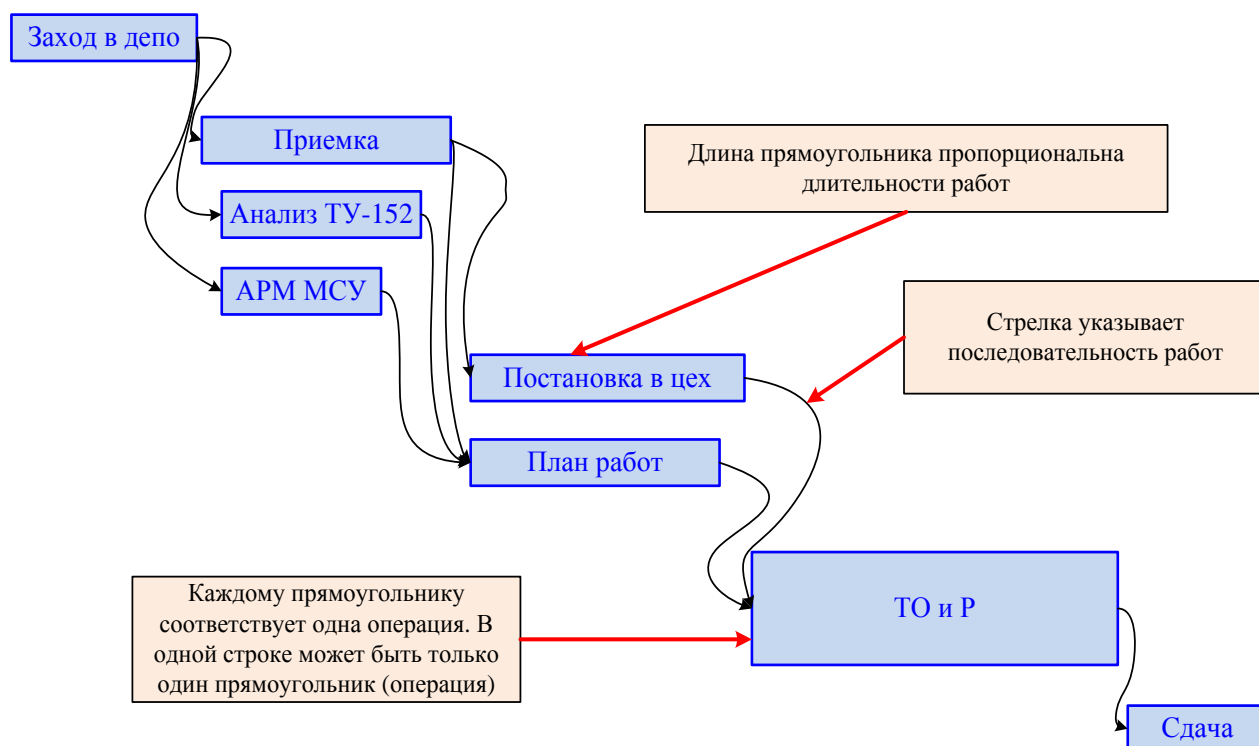 Заход в депо
Приемка
Длина прямоугольника пропорциональна
длительности работ
Анализ ТУ-152
АРМ МСУ
Стрелка указывает
последовательность работ
Постановка в цех
План работ
Каждому прямоугольнику
соответствует одна операция. В
одной строке может быть только
один прямоугольник (операция)
ТО и Р
Сдача